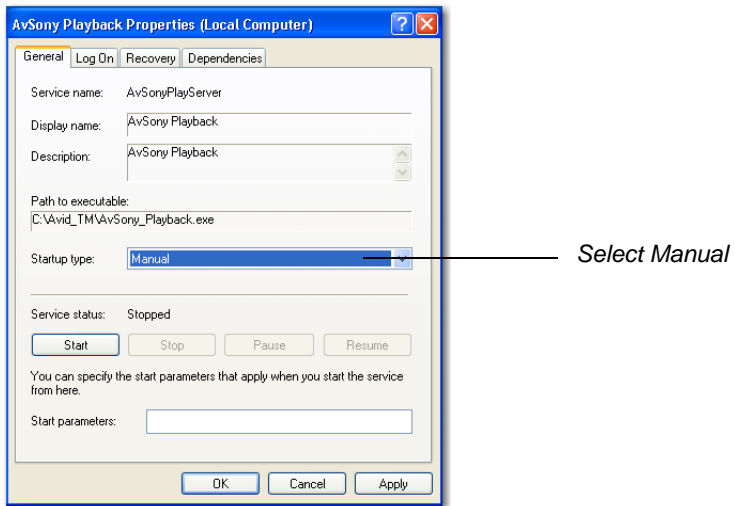 AvSony Playback Properties (Local Computer)
General Log On Recovery Dependencies
Service name: AvSonyPlayServer
Display name: AvSony Playback
Description: AvSony Playback
Path to executable:
C:\Avid_TM\AvSony_Playback.exe
Startup type: Manual
Select Manual
Service status: Stopped
Start Stop Pause Resume
You can specify the start parameters that apply when you start the service
from here.
Start parameters:
OK Cancel Apply